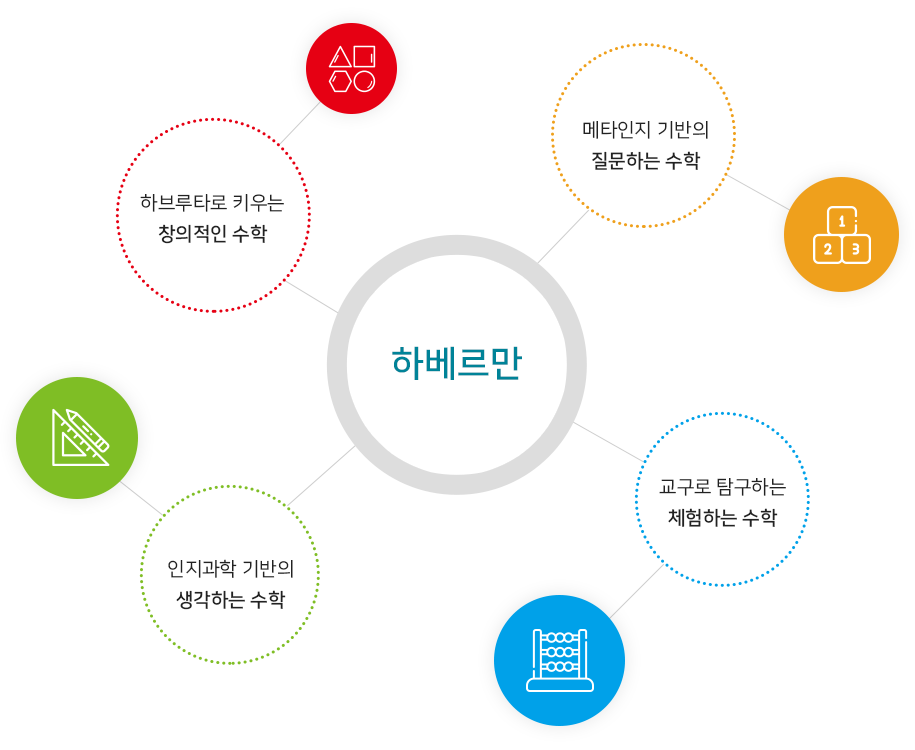 하브루타로 키우는
창의적인 수학
메타인지 기반의
질문하는 수학
1
2 3
하베르만
인지과학 기반의
생각하는 수학
교구로 탐구하는
체험하는 수학